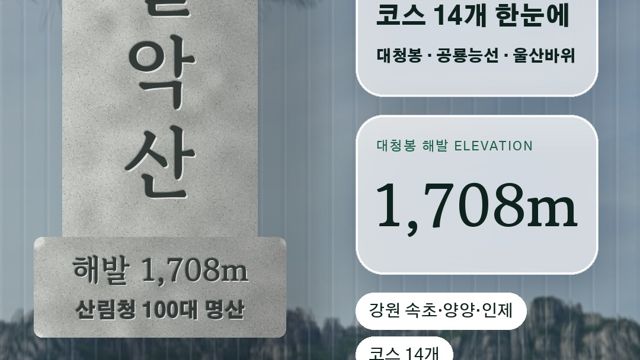 악
산
해발 1,708m
산림청 100대 명산
코스 14개 한눈에
대청봉 · 공룡능선 · 울산바위
대청봉 해발 ELEVATION
1,708m
강원 속초·양양·인제
코스 14개